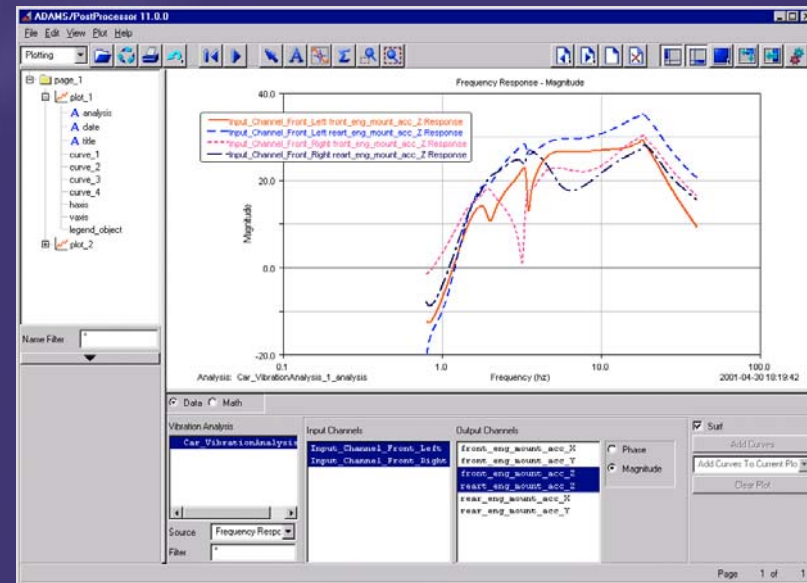 ADAMS/PostProcessor 11.0.0
File Edit View Plot Help
Plotting
page_1
plot_1
A analysis
A date
A title
curve_1
curve_2
curve_3
curve_4
haxis
vaxis
legend_object
plot_2
Name Filter *
Frequency Response - Magnitude
40.0
20.0
0.0
-20.0
Magnitude
Input_Channel_Front_Left front_eng_mount_acc_Z Response
Input_Channel_Front_Left reart_eng_mount_acc_Z Response
Input_Channel_Front_Right front_eng_mount_acc_Z Response
Input_Channel_Front_Right reart_eng_mount_acc_Z Response
0.1 1.0 10.0 100.0
Analysis: Car_VibrationAnalysis_1_analysis Frequency (hz) 2001-04-30 18:19:42
Data Math
Vibration Analysis
Car_VibrationAnalysis
Source Frequency Respc
Filter *
Input Channels
Input_Channel_Front_Left
Input_Channel_Front_Right
Output Channels
front_eng_mount_acc_X
front_eng_mount_acc_Y
front_eng_mount_acc_Z
reart_eng_mount_acc_Z
rear_eng_mount_acc_X
rear_eng_mount_acc_Y
Phase
Magnitude
Surf
Add Curves
Add Curves To Current Plo
Clear Plot
Page 1 of 1